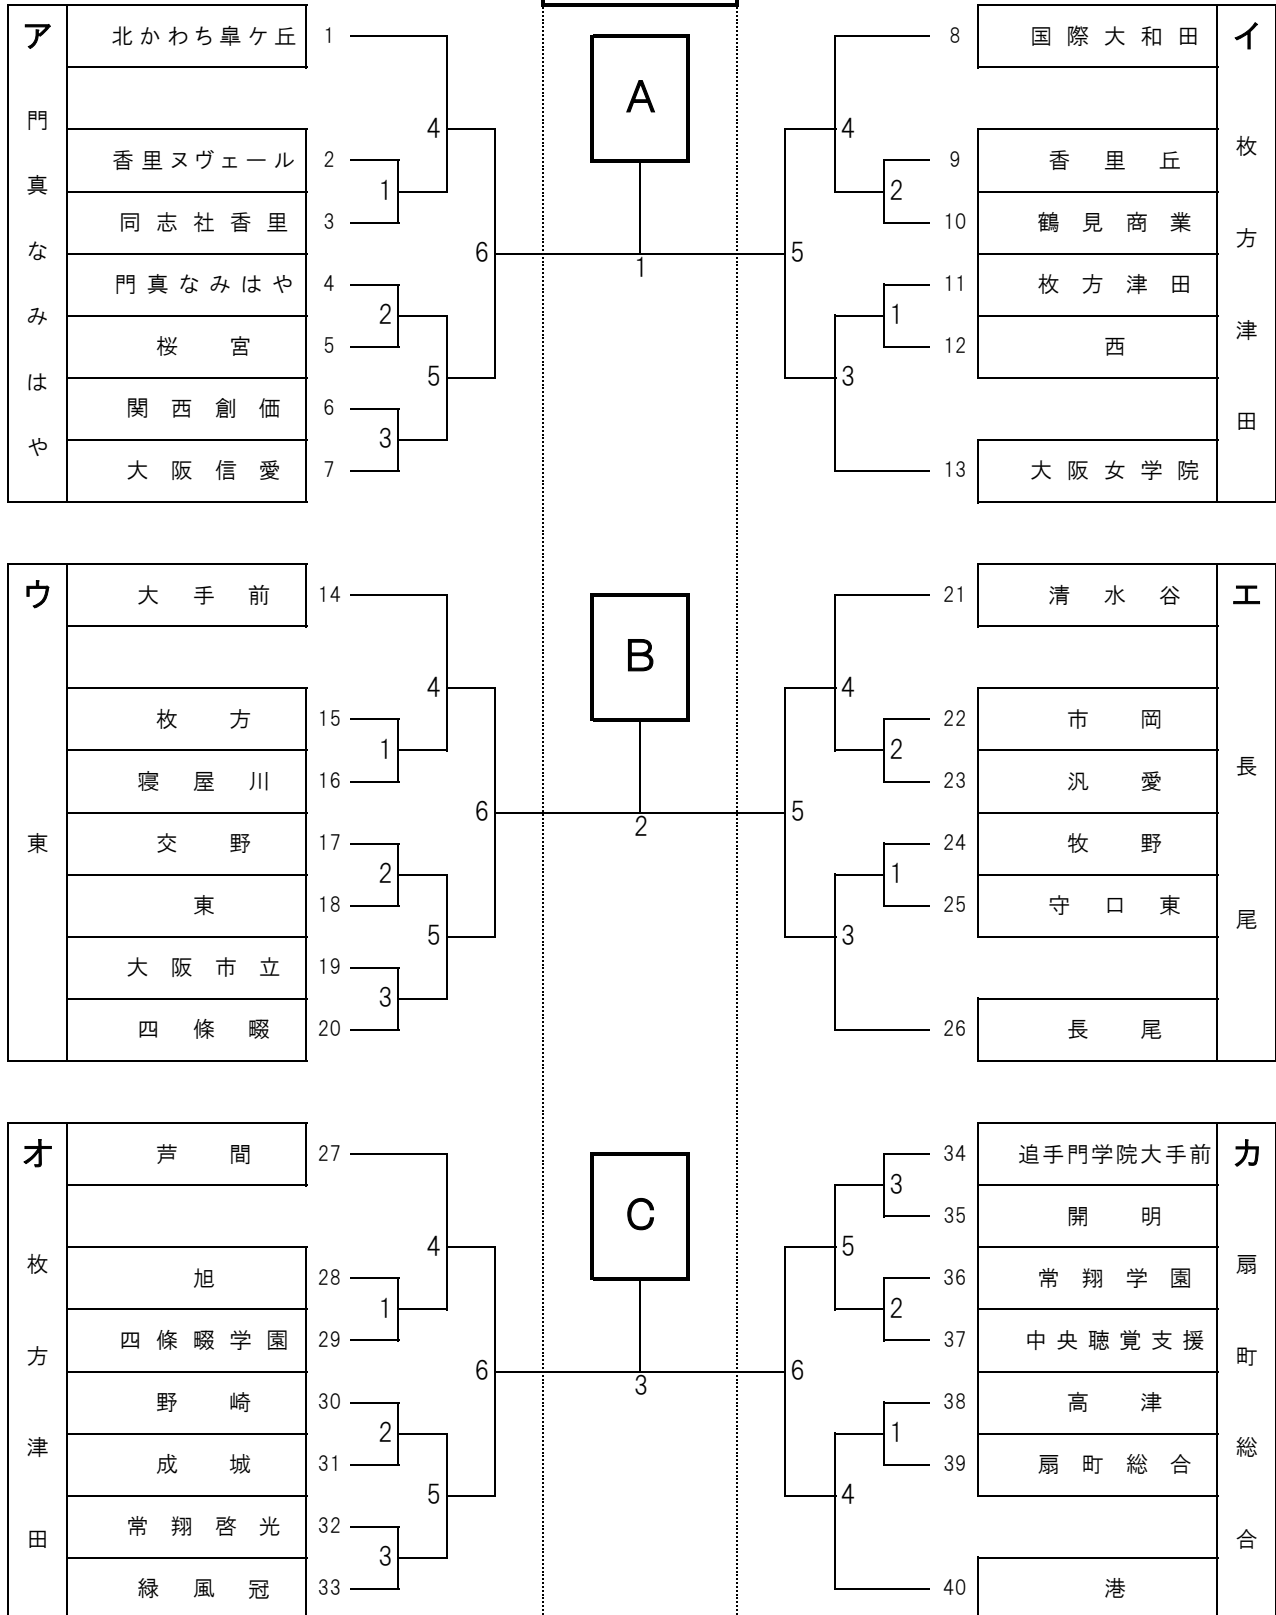 ア 北かわち皐ケ丘 1 A 8 国際大和田 イ
門真なみはや 4 4 枚方津田
香里ヌヴェール 2 9 香里丘
1 2
同志社香里 3 10 鶴見商業
6 1 5
門真なみはや 4 11 枚方津田
2 1
桜宮 5 12 西
5 3
関西創価 6
3
大阪信愛 7 13 大阪女学院
ウ 大手前 14 B 21 清水谷 エ
東 4 4 長尾
枚方 15 22 市岡
1 2
寝屋川 16 23 汎愛
6 2 5
交野 17 24 牧野
2 1
東 18 25 守口東
5 3
大阪市立 19
3
四條畷 20 26 長尾
オ 芦間 27 C 34 追手門学院大手前 カ
3
35 開明
枚方津田 4 5 扇町総合
旭 28 36 常翔学園
1 2
四條畷学園 29 37 中央聴覚支援
6 3 6
野崎 30 38 高津
2 1
成城 31 39 扇町総合
5 4
常翔啓光 32
3
緑風冠 33 40 港